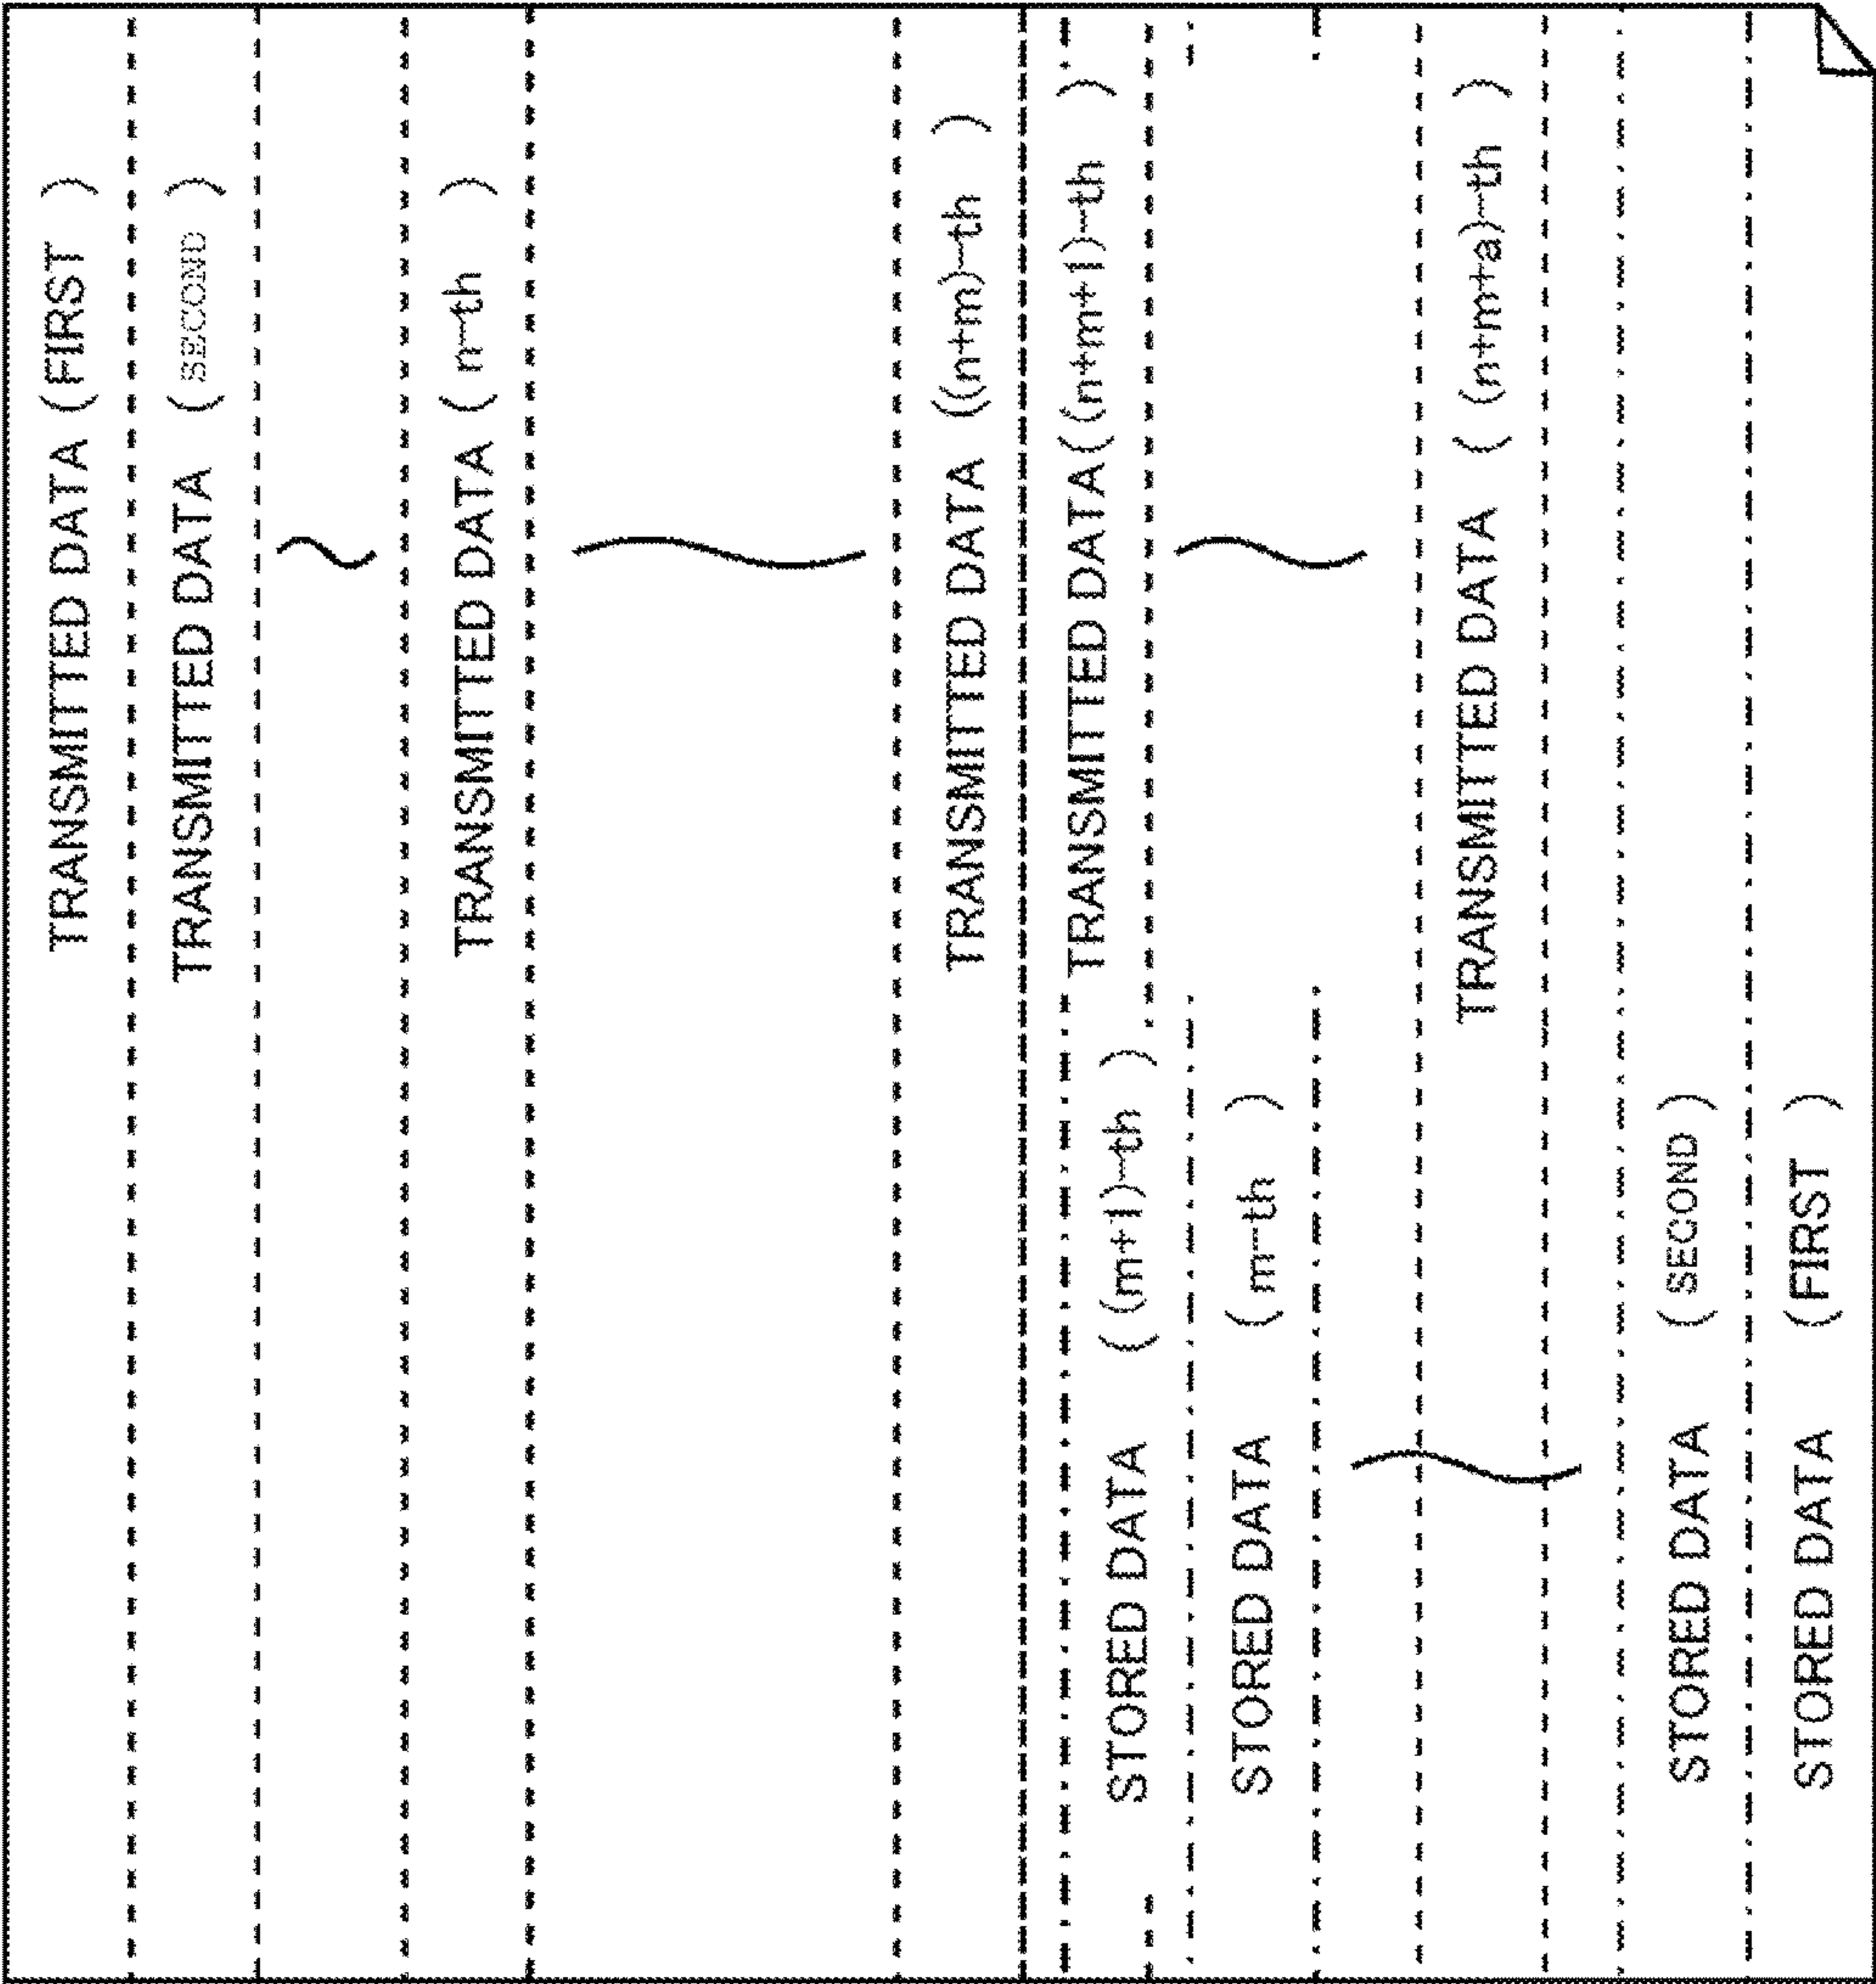 TRANSMITTED DATA (FIRST )
TRANSMITTED DATA ( SECOND )
TRANSMITTED DATA ( n-th )
TRANSMITTED DATA ((n+m)-th )
TRANSMITTED DATA((n+m+1)-th )
STORED DATA ( (m+1)-th )
STORED DATA ( m-th )
TRANSMITTED DATA ( (n+m+a)-th )
STORED DATA ( SECOND )
STORED DATA (FIRST )